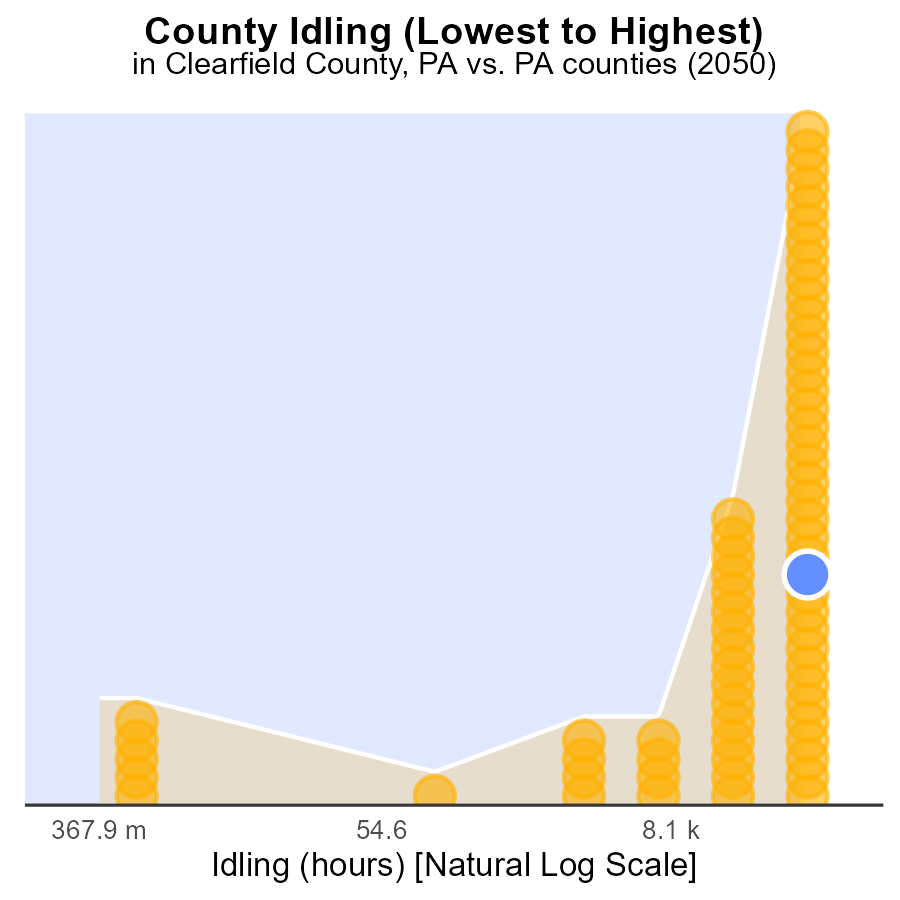 County Idling (Lowest to Highest)
in Clearfield County, PA vs. PA counties (2050)
367.9 m
54.6
8.1 k
Idling (hours) [Natural Log Scale]